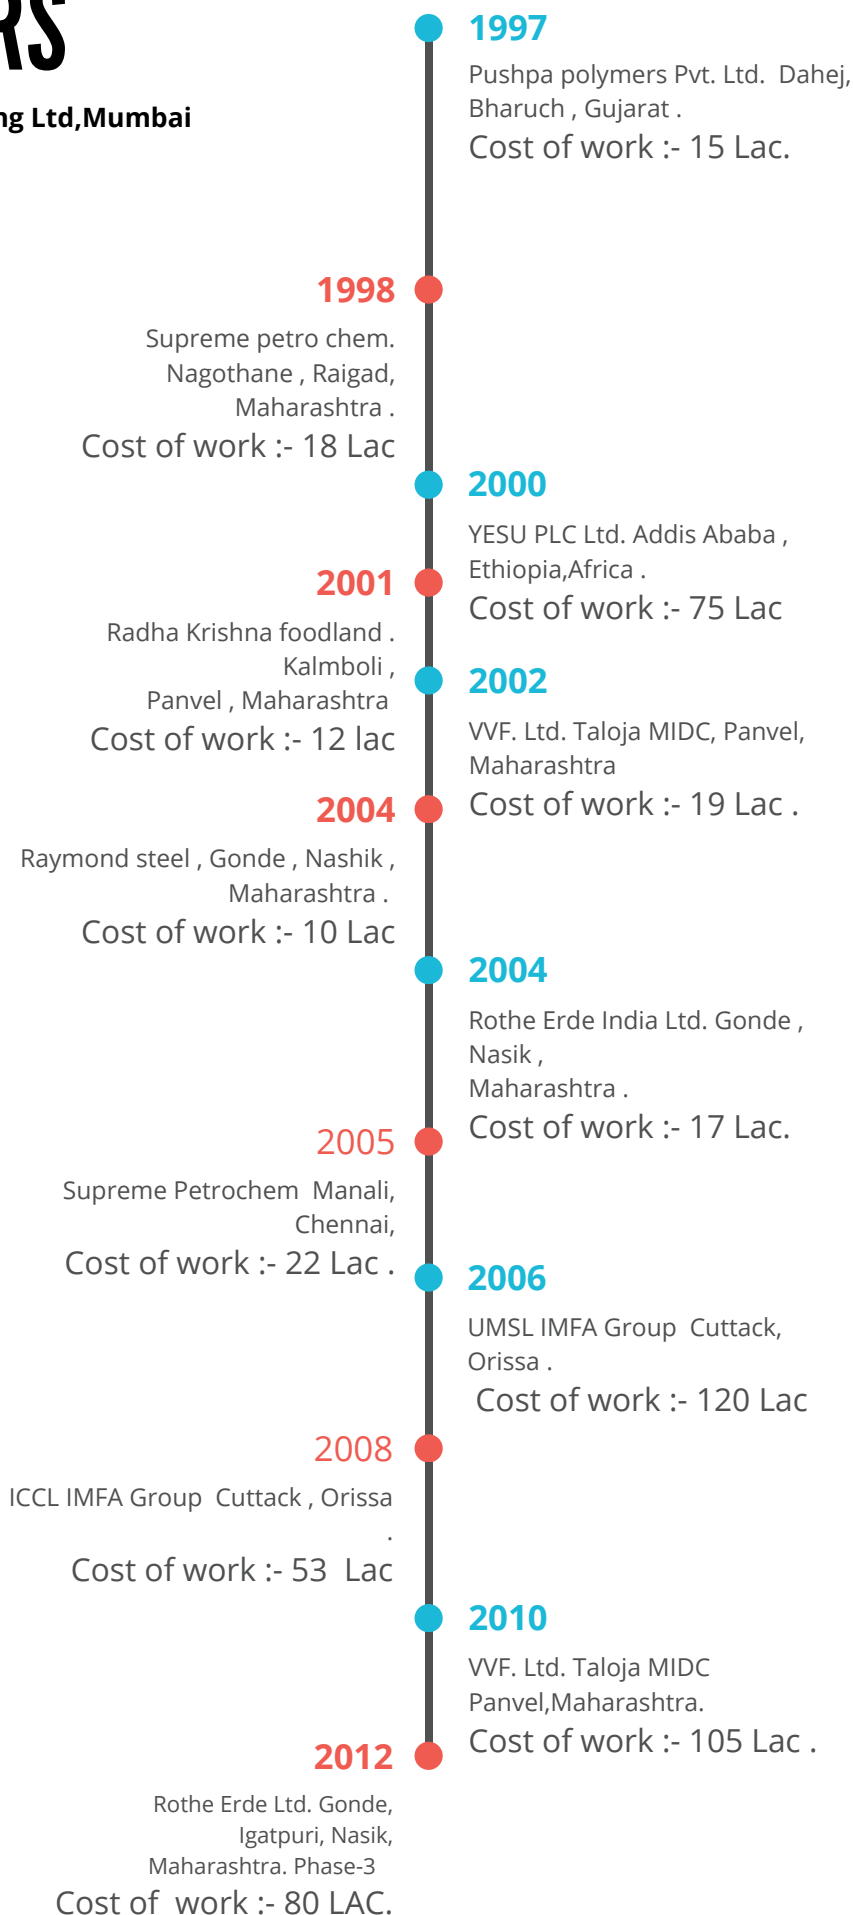 RS
ng Ltd,Mumbai
1997
Pushpa polymers Pvt. Ltd.  Dahej,
Bharuch , Gujarat .
Cost of work :- 15 Lac.
1998
Supreme petro chem.
Nagothane , Raigad,
Maharashtra .
Cost of work :- 18 Lac
2000
YESU PLC Ltd. Addis Ababa ,
Ethiopia,Africa .
Cost of work :- 75 Lac
2001
Radha Krishna foodland .
Kalmboli ,
Panvel , Maharashtra
Cost of work :- 12 lac
2002
VVF. Ltd. Taloja MIDC, Panvel,
Maharashtra
Cost of work :- 19 Lac .
2004
Raymond steel , Gonde , Nashik ,
Maharashtra .
Cost of work :- 10 Lac
2004
Rothe Erde India Ltd. Gonde ,
Nasik ,
Maharashtra .
Cost of work :- 17 Lac.
2005
Supreme Petrochem  Manali,
Chennai,
Cost of work :- 22 Lac .
2006
UMSL IMFA Group  Cuttack,
Orissa .
Cost of work :- 120 Lac
2008
ICCL IMFA Group  Cuttack , Orissa
.
Cost of work :- 53  Lac
2010
VVF. Ltd. Taloja MIDC
Panvel,Maharashtra.
Cost of work :- 105 Lac .
2012
Rothe Erde Ltd. Gonde,
Igatpuri, Nasik,
Maharashtra. Phase-3
Cost of  work :- 80 LAC.